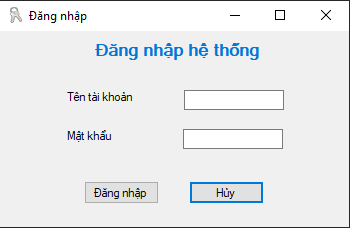 Đăng nhập
Đăng nhập hệ thống
Tên tài khoản
Mật khẩu
Đăng nhập Hủy